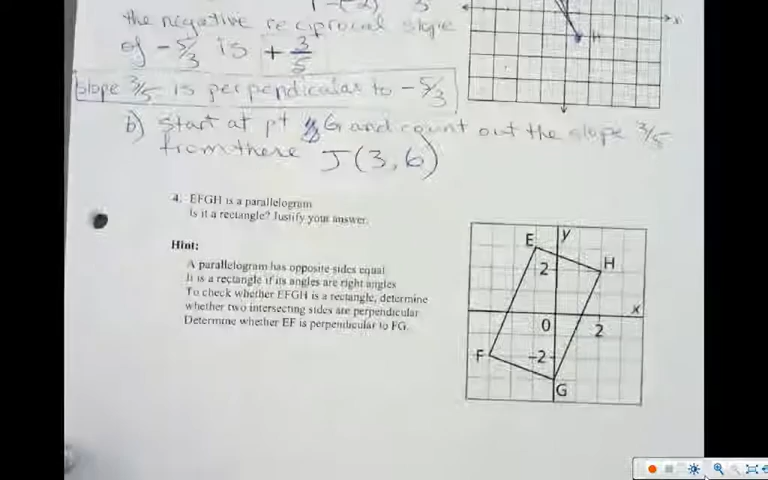 the negative reciprocal slope
of -5/3 is + 3/5
Slope 3/5 is perpendicular to -5/3
b) Start at pt G and count out the slope 3/5
from there J(3,6)
4. EFGH is a parallelogram
Is it a rectangle? Justify your answer.
Hint:
A parallelogram has opposite sides equal
It is a rectangle if its angles are right angles
To check whether EFGH is a rectangle, determine
whether two intersecting sides are perpendicular
Determine whether EF is perpendicular to FG.
E y
2 H
x
0 2
F -2
G
x
H